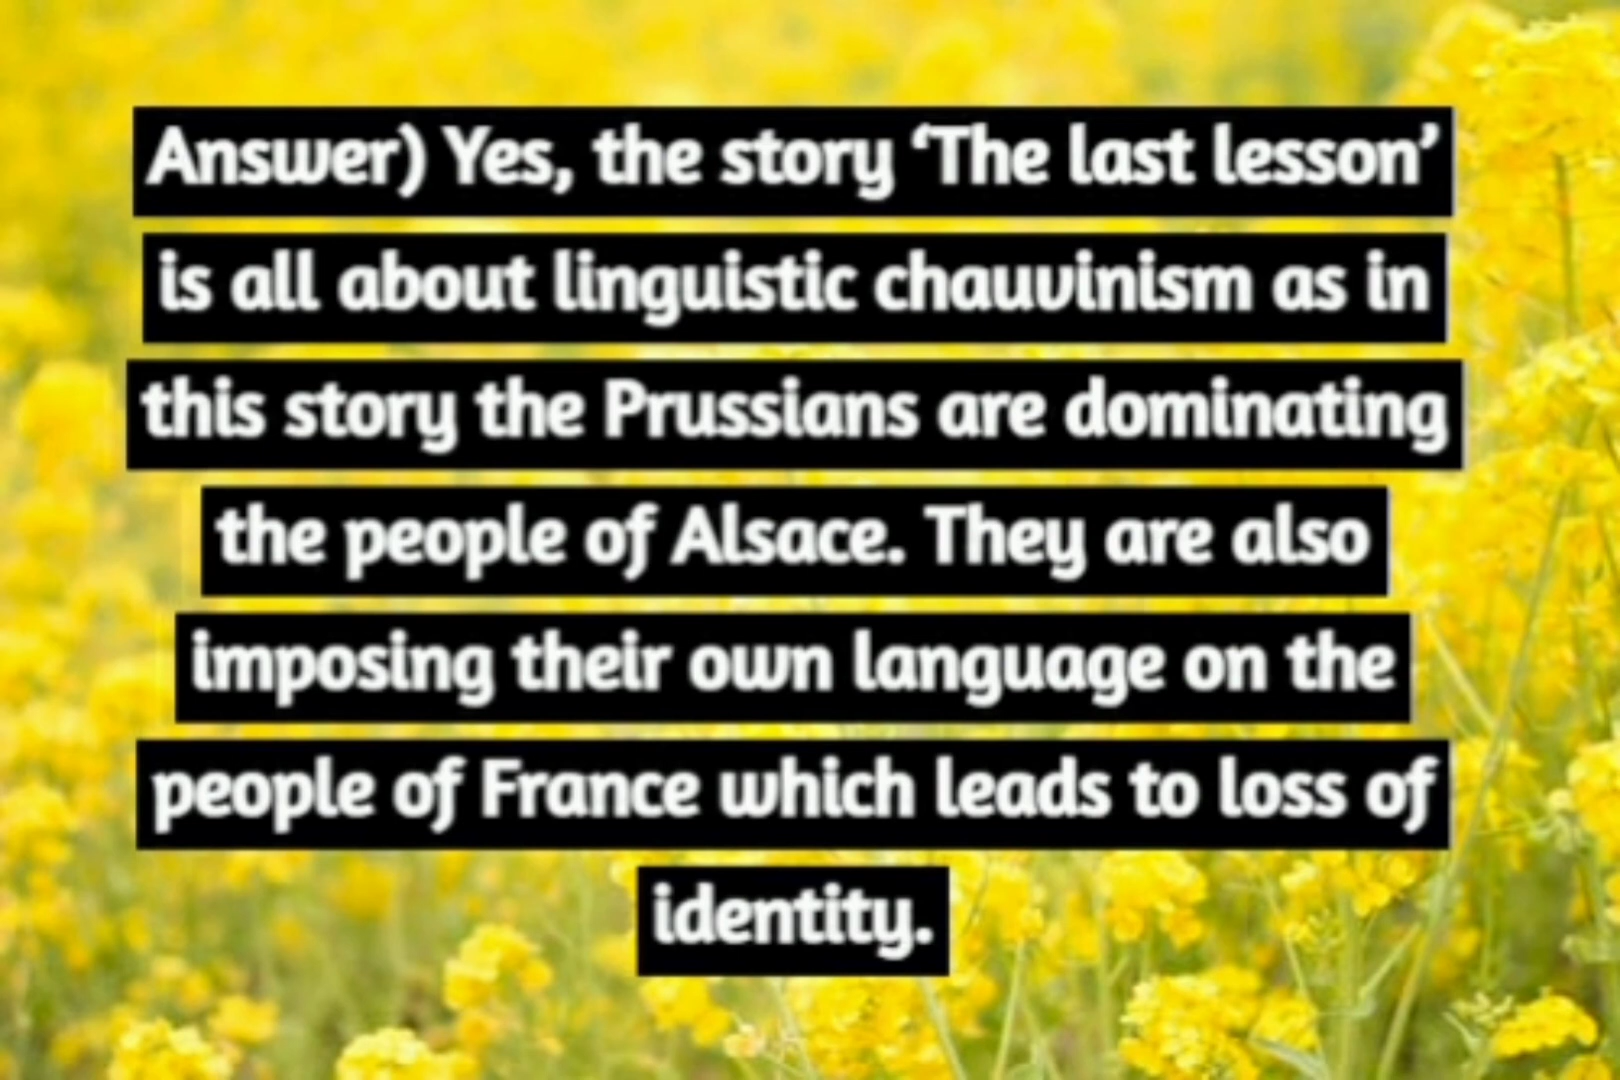 Answer) Yes, the story ‘The last lesson’
is all about linguistic chauvinism as in
this story the Prussians are dominating
the people of Alsace. They are also
imposing their own language on the
people of France which leads to loss of
identity.